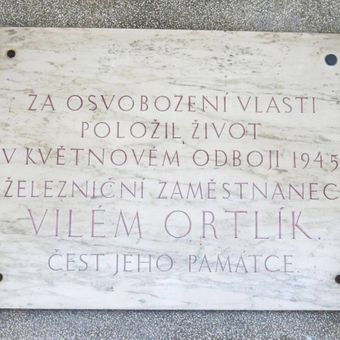 ZA OSVOBOZENÍ VLASTI
POLOŽIL ŽIVOT
V KVĚTNOVÉM ODBOJI 1945
ŽELEZNIČNÍ ZAMĚSTNANEC
VILÉM ORTLÍK.
ČEST JEHO PAMÁTCE.